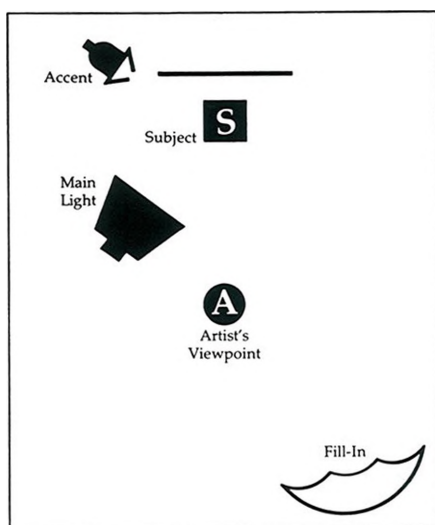 Accent
S
Subject
Main
Light
A
Artist's
Viewpoint
Fill-In